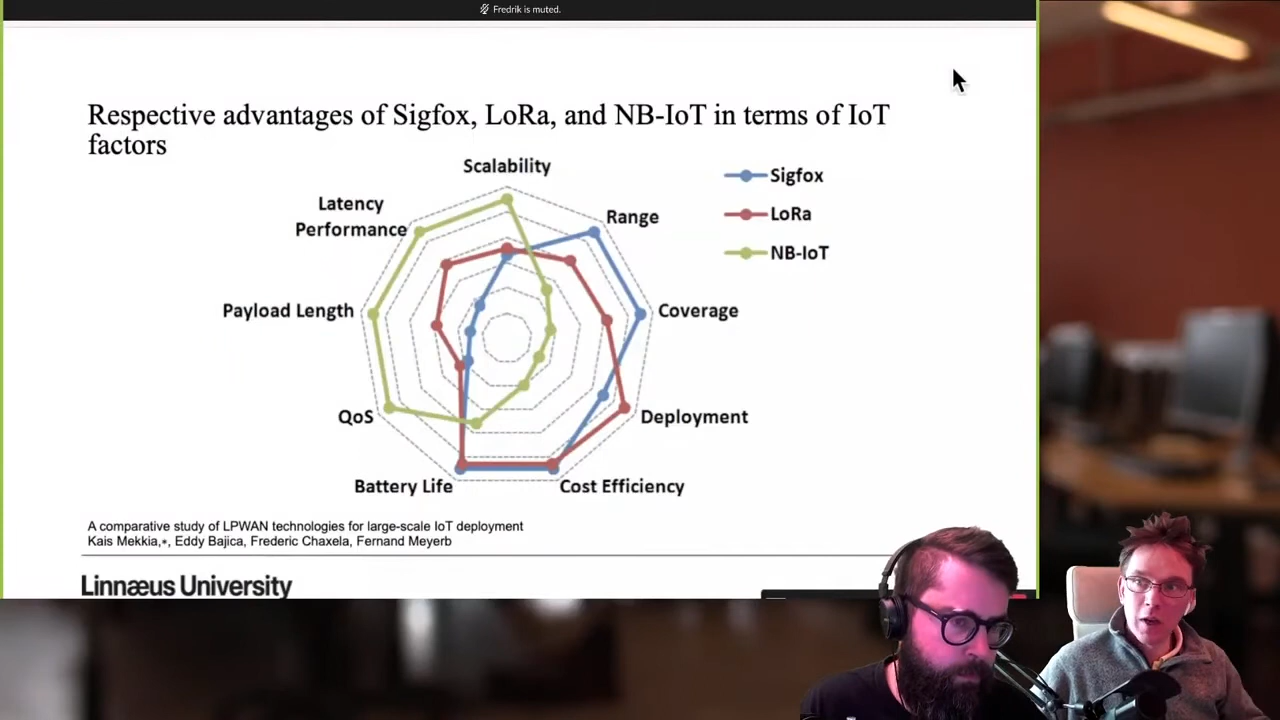 Fredrik is muted.
Respective advantages of Sigfox, LoRa, and NB-IoT in terms of IoT
factors
Scalability
Latency
Performance
Range
Payload Length
Coverage
QoS
Deployment
Battery Life
Cost Efficiency
Sigfox
LoRa
NB-IoT
A comparative study of LPWAN technologies for large-scale IoT deployment
Kais Mekkia,*, Eddy Bajica, Frederic Chaxela, Fernand Meyerb
Linnæus University